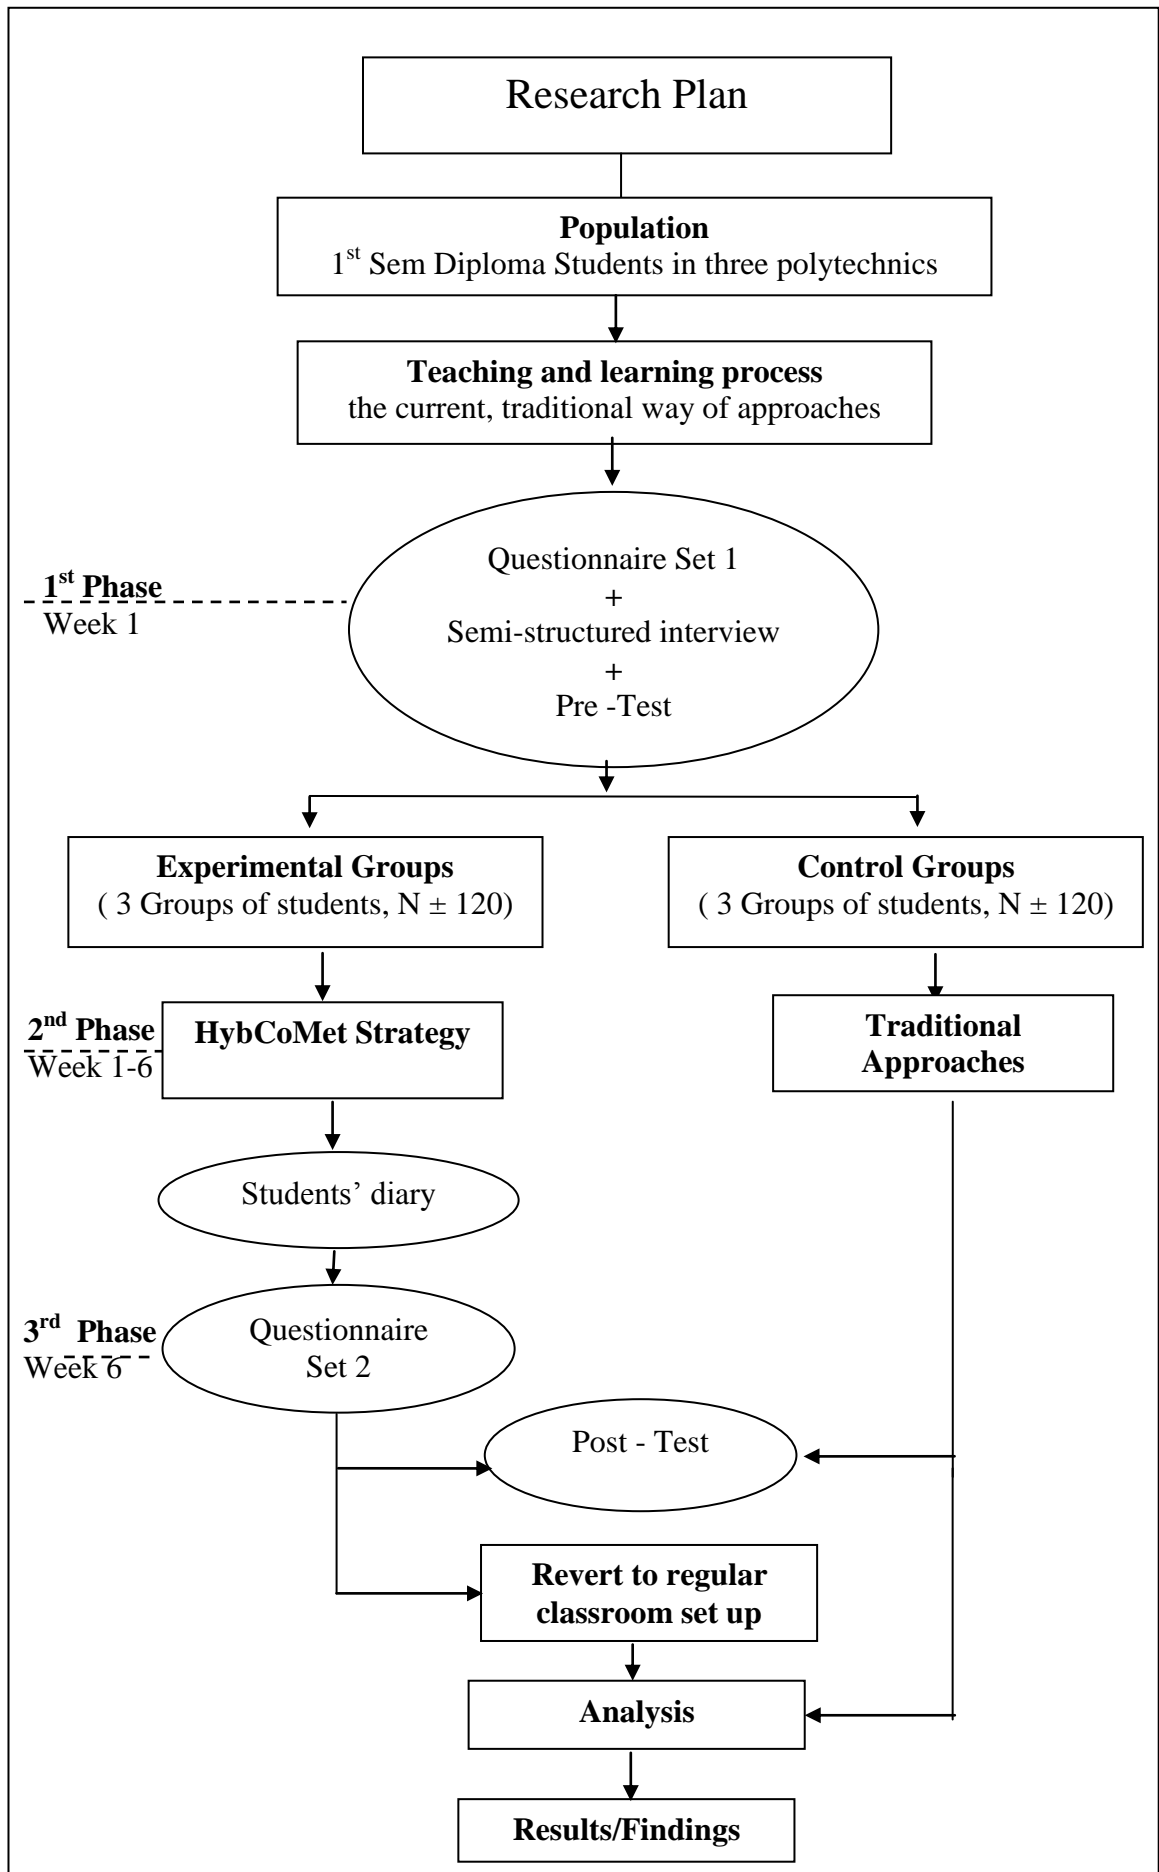 Research Plan
Population
1st Sem Diploma Students in three polytechnics
Teaching and learning process
the current, traditional way of approaches
Questionnaire Set 1
+
Semi-structured interview
+
Pre -Test
1st Phase
Week 1
Experimental Groups
( 3 Groups of students, N ± 120)
Control Groups
( 3 Groups of students, N ± 120)
2nd Phase
Week 1-6
HybCoMet Strategy
Traditional
Approaches
Students’ diary
3rd Phase
Week 6
Questionnaire
Set 2
Post - Test
Revert to regular
classroom set up
Analysis
Results/Findings